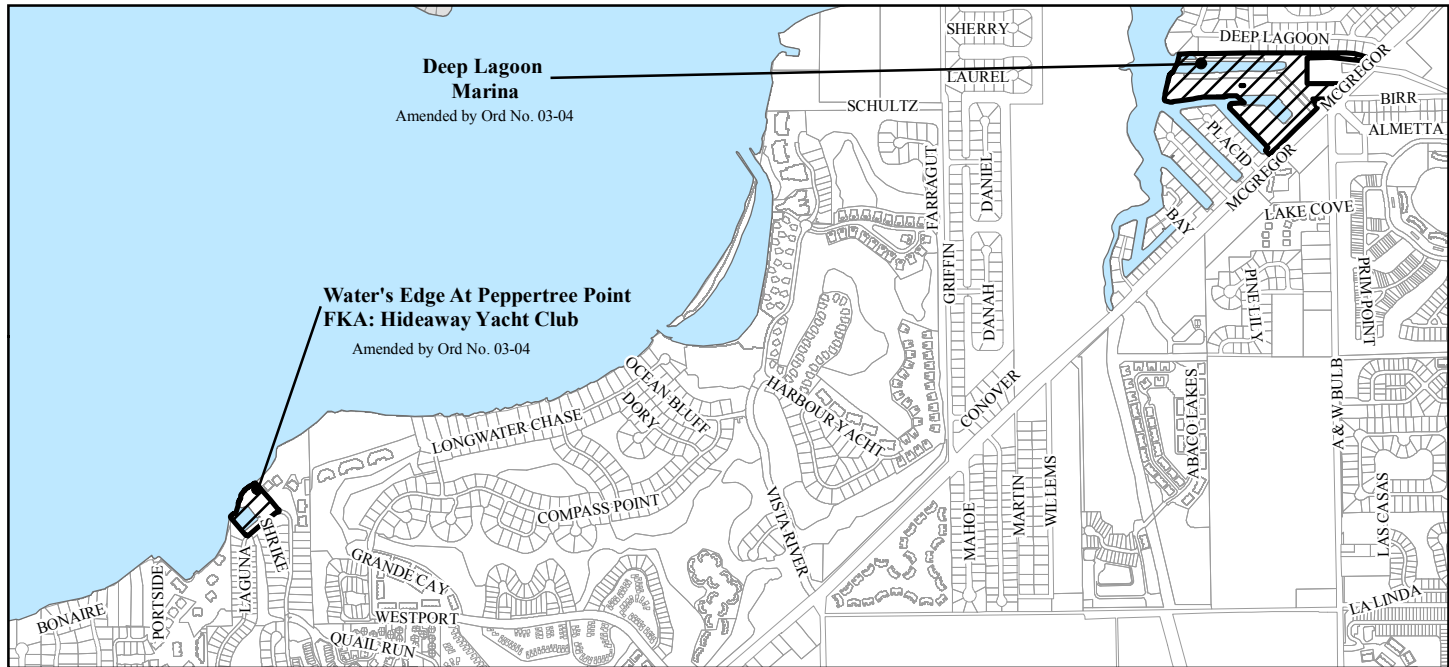 SHERRY
DEEP LAGOON
Deep Lagoon
Marina
Amended by Ord No. 03-04
LAUREL
SCHULTZ
MCGREGOR
BIRR
ALMETTA
PLACID
MCGREGOR
FARRAGUT
DANIEL
BAY
LAKE COVE
GRIFFIN
DANAH
PINE LILY
PRIM POINT
Water's Edge At Peppertree Point
FKA: Hideaway Yacht Club
Amended by Ord No. 03-04
OCEAN BLUFF
DORY
HARBOUR YACHT
CONOVER
LONGWATER CHASE
ABACO LAKES
A & W BULB
COMPASS POINT
VISTA RIVER
MAHOE
MARTIN
WILLEMS
LAS CASAS
SHRIKE
LAGUNA
PORTSIDE
GRANDE CAY
BONAIRE
WESTPORT
QUAIL RUN
LA LINDA